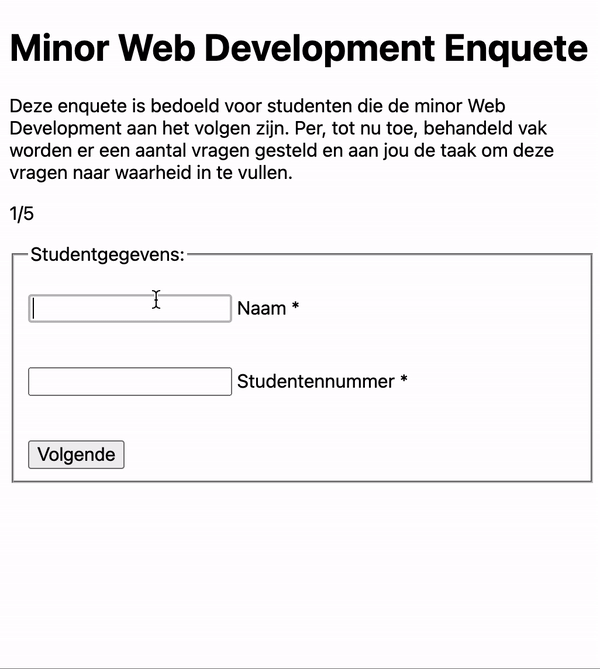 Minor Web Development Enquete
Deze enquete is bedoeld voor studenten die de minor Web
Development aan het volgen zijn. Per, tot nu toe, behandeld vak
worden er een aantal vragen gesteld en aan jou de taak om deze
vragen naar waarheid in te vullen.
1/5
Studentgegevens:
Naam *
Studentennummer *
Volgende